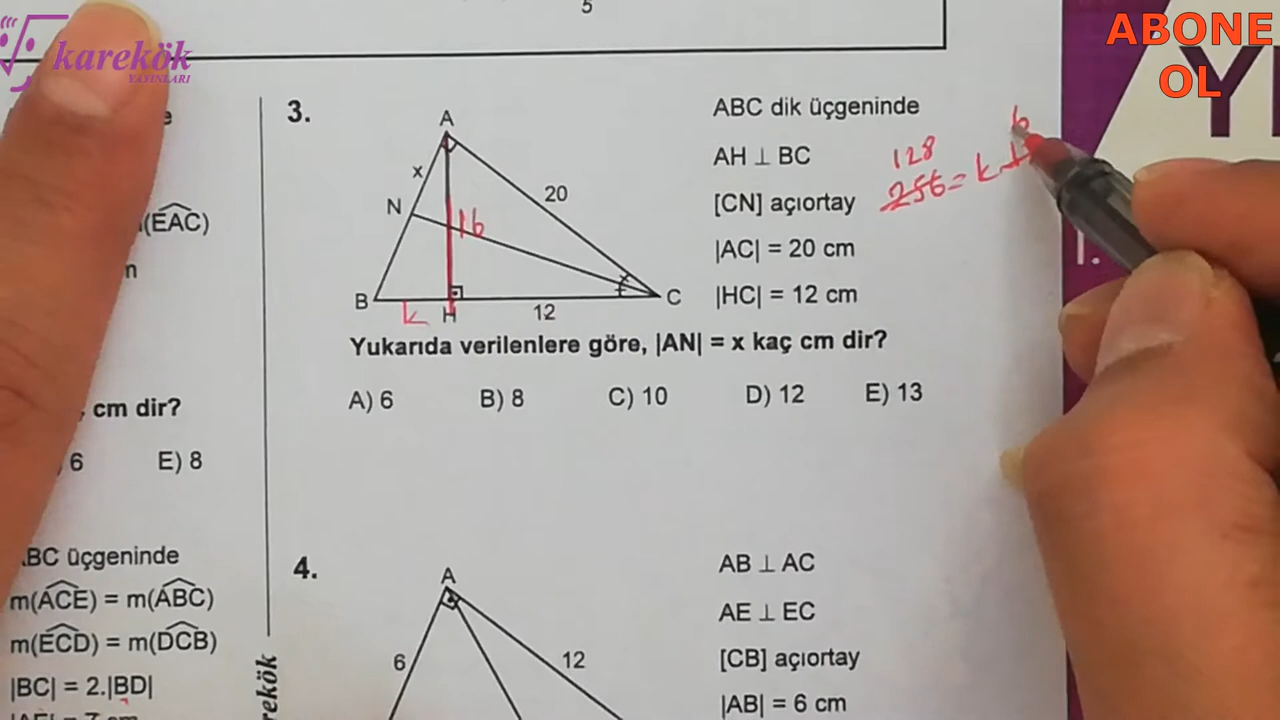 5
karekök
YAYINLARI
ABONE
OL
(EAC)
cm dir?
6 E) 8
BC üçgeninde
m(ACE) = m(ABC)
m(ECD) = m(DCB)
|BC| = 2.|BD|
3.
A
x
N
20
16
B
k
H
12
C
ABC dik üçgeninde
AH ⊥ BC
[CN] açıortay
|AC| = 20 cm
|HC| = 12 cm
128
256 = k
6
Yukarıda verilenlere göre, |AN| = x kaç cm dir?
A) 6 B) 8 C) 10 D) 12 E) 13
4.
A
6
12
AB ⊥ AC
AE ⊥ EC
[CB] açıortay
|AB| = 6 cm